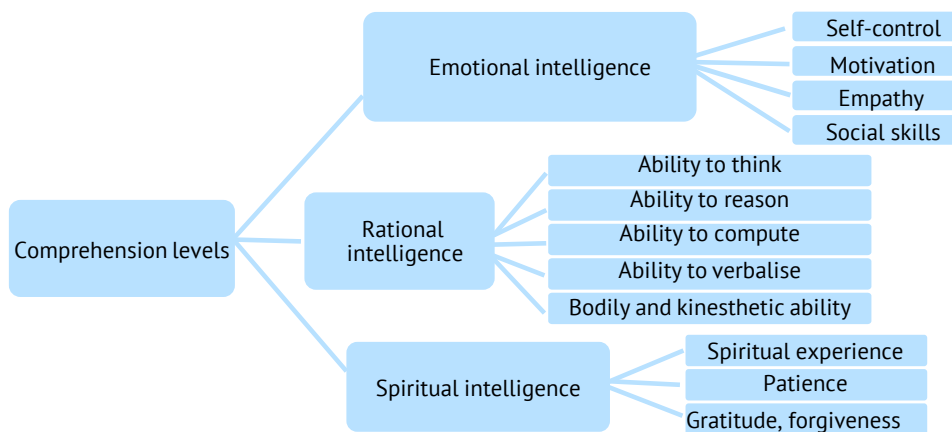 Comprehension levels
Emotional intelligence
Self-control
Motivation
Empathy
Social skills
Rational
intelligence
Ability to think
Ability to reason
Ability to compute
Ability to verbalise
Bodily and kinesthetic ability
Spiritual intelligence
Spiritual experience
Patience
Gratitude, forgiveness